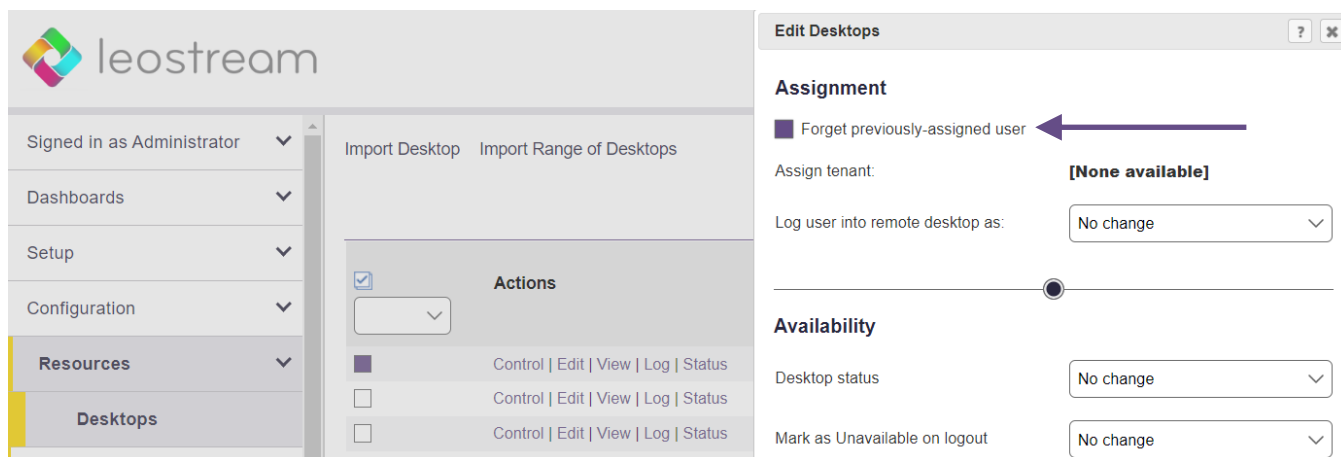 leostream
Signed in as Administrator
Dashboards
Setup
Configuration
Resources
Desktops
Import Desktop Import Range of Desktops
Actions
Control | Edit | View | Log | Status
Control | Edit | View | Log | Status
Control | Edit | View | Log | Status
Edit Desktops
?
Assignment
Forget previously-assigned user
Assign tenant: [None available]
Log user into remote desktop as: No change
Availability
Desktop status No change
Mark as Unavailable on logout No change